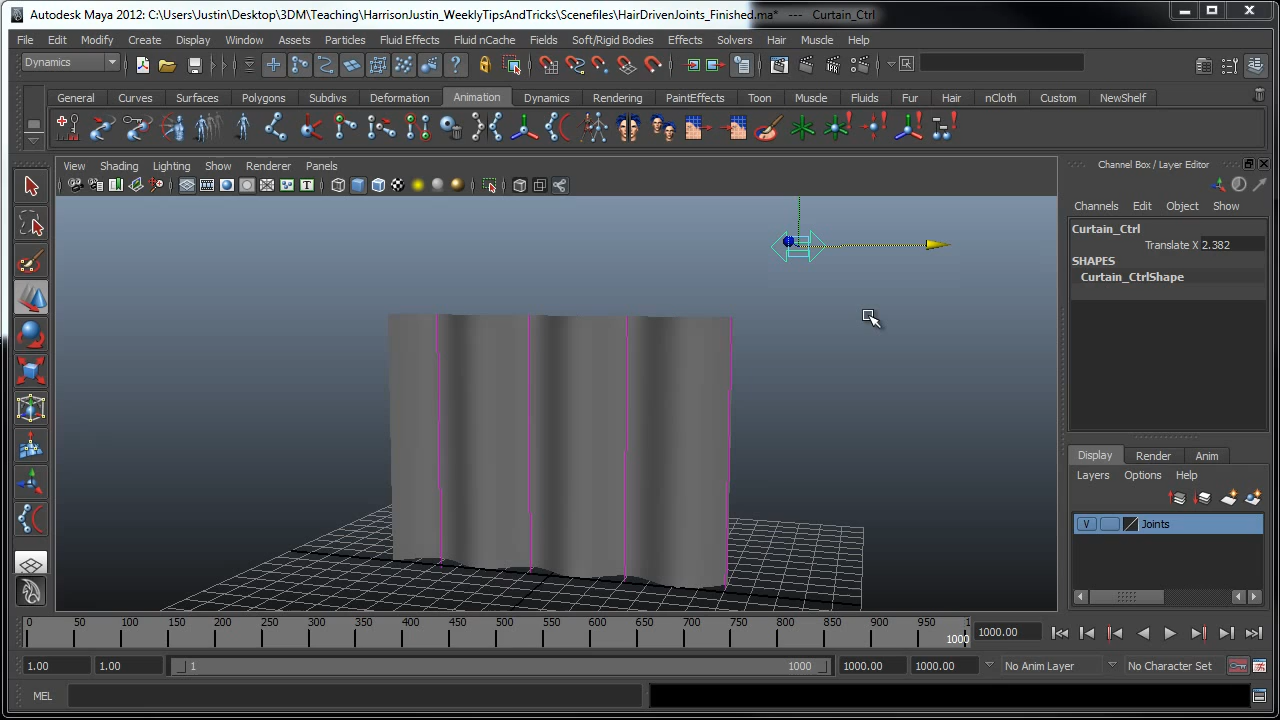 Autodesk Maya 2012: C:\Users\Justin\Desktop\3DM\Teaching\HarrisonJustin_WeeklyTipsAndTricks\Scenefiles\HairDrivenJoints_Finished.ma* --- Curtain_Ctrl
File Edit Modify Create Display Window Assets Particles Fluid Effects Fluid nCache Fields Soft/Rigid Bodies Effects Solvers Hair Muscle Help
Dynamics
General Curves Surfaces Polygons Subdivs Deformation Animation Dynamics Rendering PaintEffects Toon Muscle Fluids Fur Hair nCloth Custom NewShelf
View Shading Lighting Show Renderer Panels
Channel Box / Layer Editor
Channels Edit Object Show
Curtain_Ctrl
Translate X 2.382
SHAPES
Curtain_CtrlShape
Display Render Anim
Layers Options Help
V Joints
0 50 100 150 200 250 300 350 400 450 500 550 600 650 700 750 800 850 900 950 1
1000 1000.00
1.00 1.00 1 1000 1000.00 1000.00 No Anim Layer No Character Set
MEL